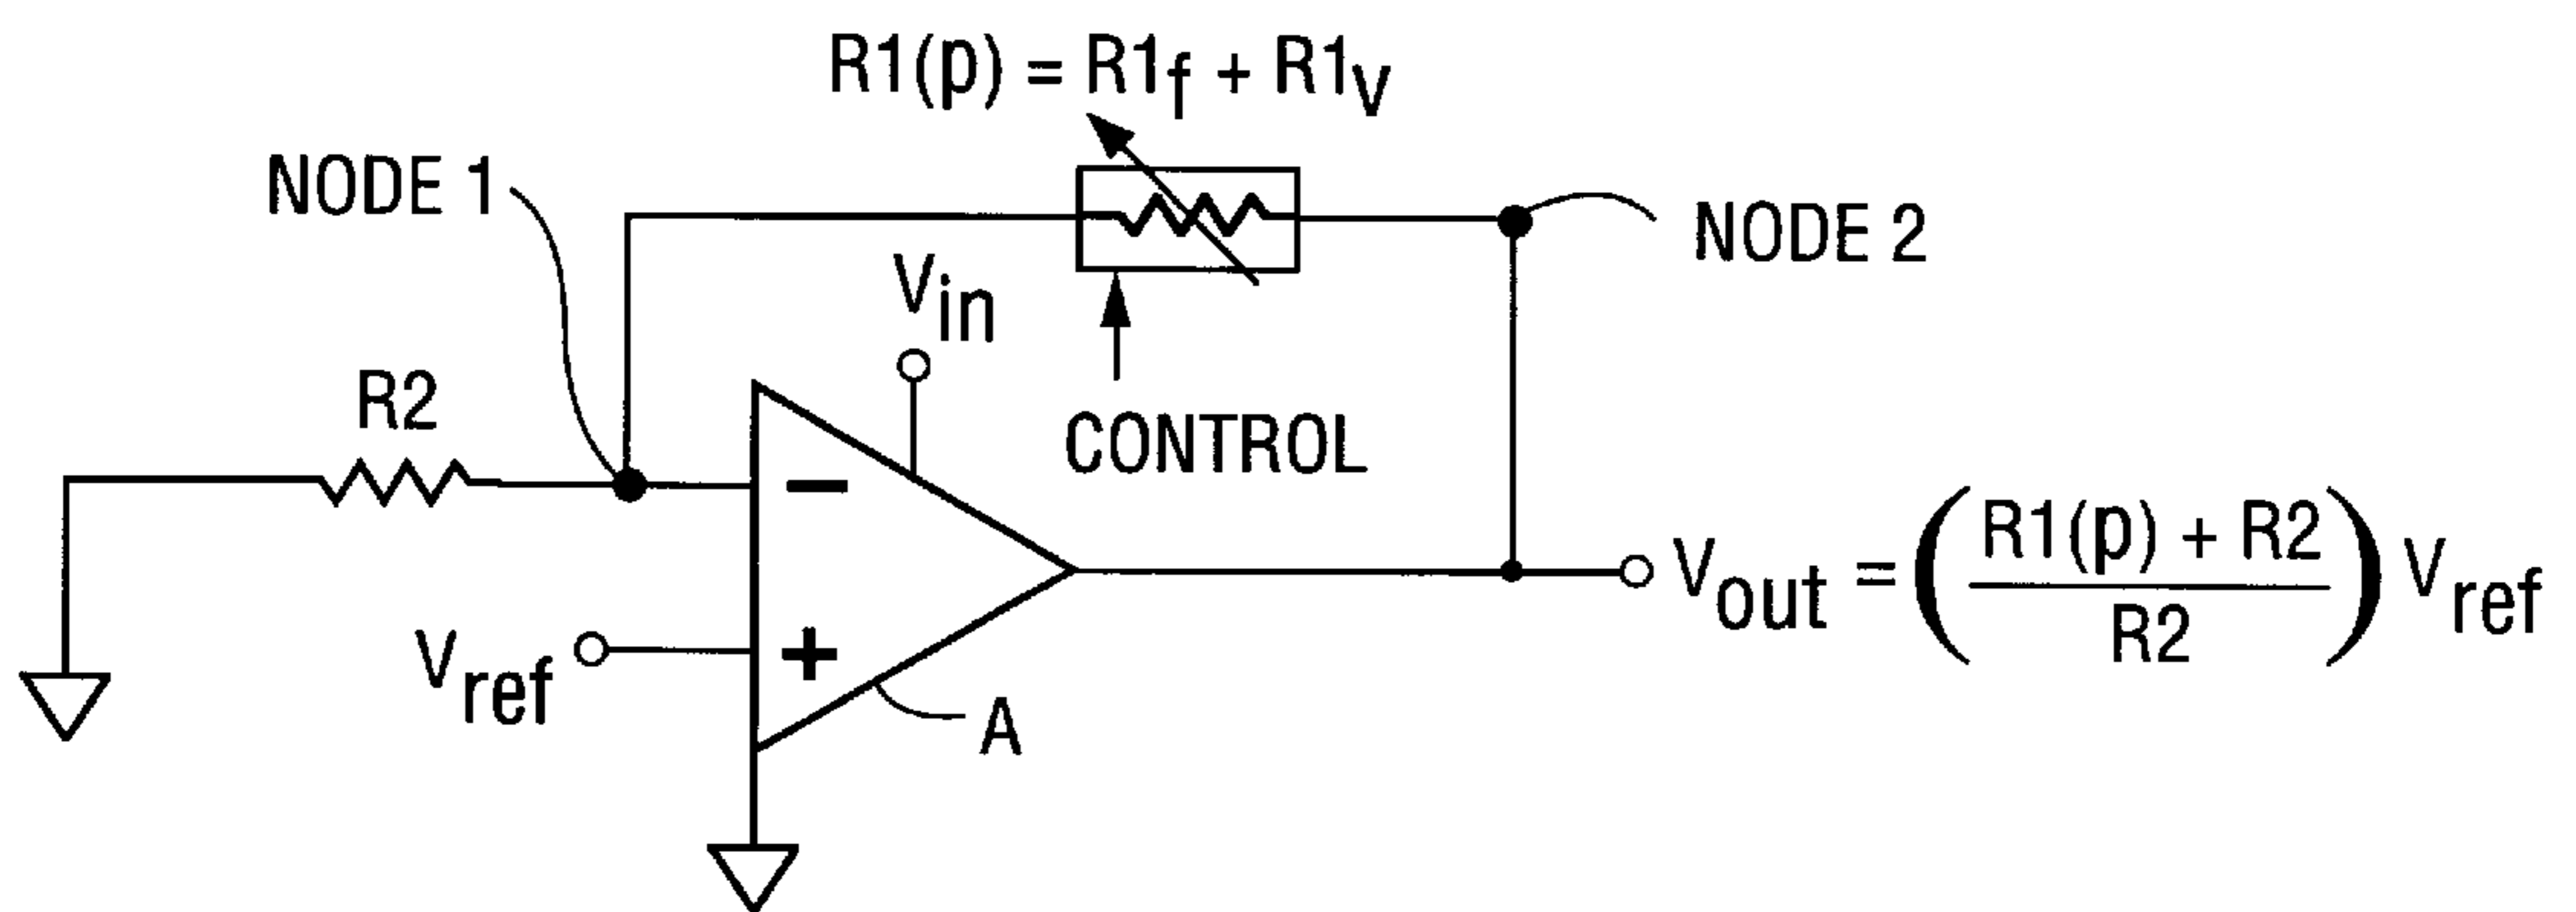 R1(p) = R1f + R1v
NODE 1
NODE 2
Vin
R2
CONTROL
−
Vout = (R1(p) + R2 / R2) Vref
Vref
+
A